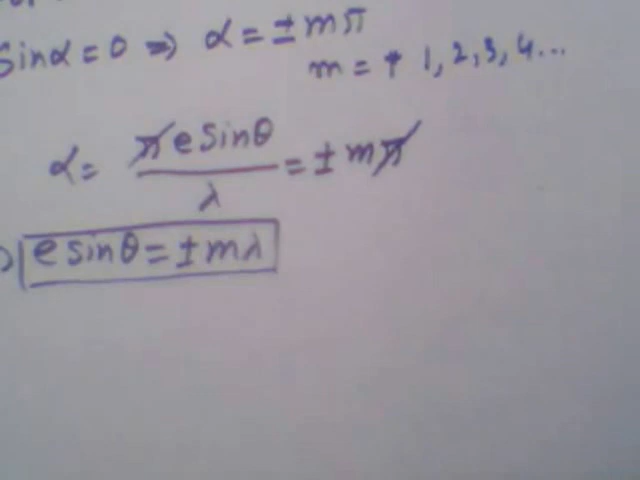 Sinα = 0 ⇒ α = ± mπ
m = + 1, 2, 3, 4...
α = πe sinθ / λ = ± mπ
e sinθ = ± mλ